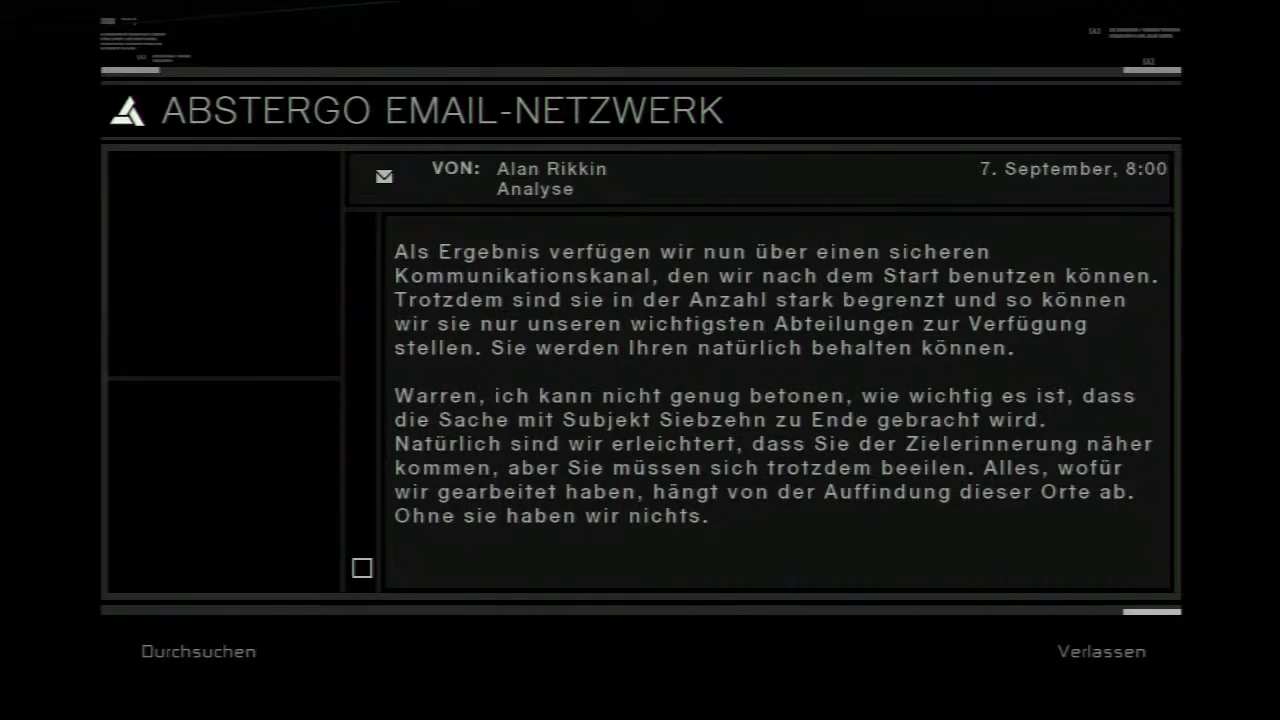 ABSTERGO EMAIL-NETZWERK
VON: Alan Rikkin 7. September, 8:00
Analyse
Als Ergebnis verfügen wir nun über einen sicheren
Kommunikationskanal, den wir nach dem Start benutzen können.
Trotzdem sind sie in der Anzahl stark begrenzt und so können
wir sie nur unseren wichtigsten Abteilungen zur Verfügung
stellen. Sie werden Ihren natürlich behalten können.
Warren, ich kann nicht genug betonen, wie wichtig es ist, dass
die Sache mit Subjekt Siebzehn zu Ende gebracht wird.
Natürlich sind wir erleichtert, dass Sie der Zielerinnerung näher
kommen, aber Sie müssen sich trotzdem beeilen. Alles, wofür
wir gearbeitet haben, hängt von der Auffindung dieser Orte ab.
Ohne sie haben wir nichts.
Durchsuchen Verlassen